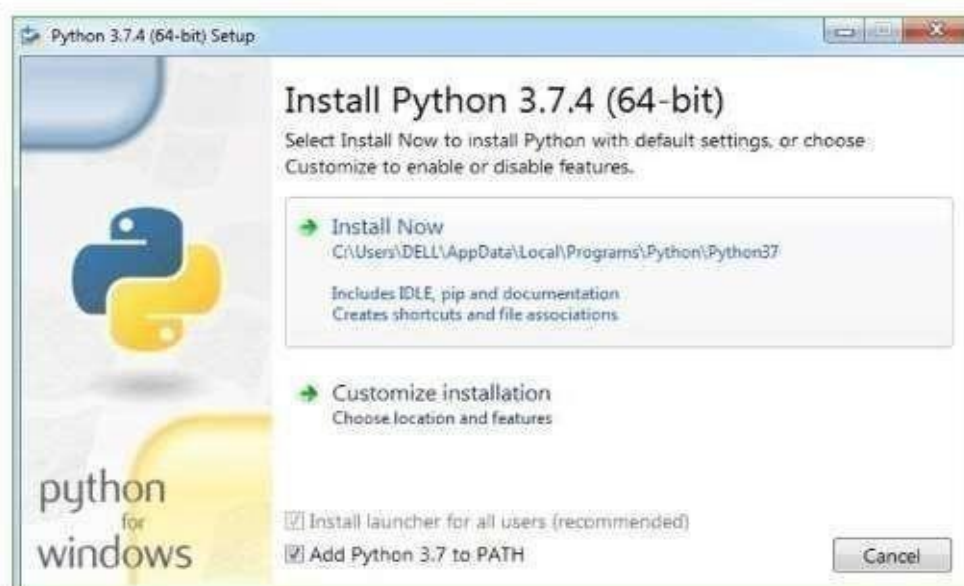 Python 3.7.4 (64-bit) Setup
Install Python 3.7.4 (64-bit)
Select Install Now to install Python with default settings, or choose
Customize to enable or disable features.
Install Now
C:\Users\DELL\AppData\Local\Programs\Python\Python37
Includes IDLE, pip and documentation
Creates shortcuts and file associations
Customize installation
Choose location and features
python
for
windows
Install launcher for all users (recommended)
Add Python 3.7 to PATH
Cancel